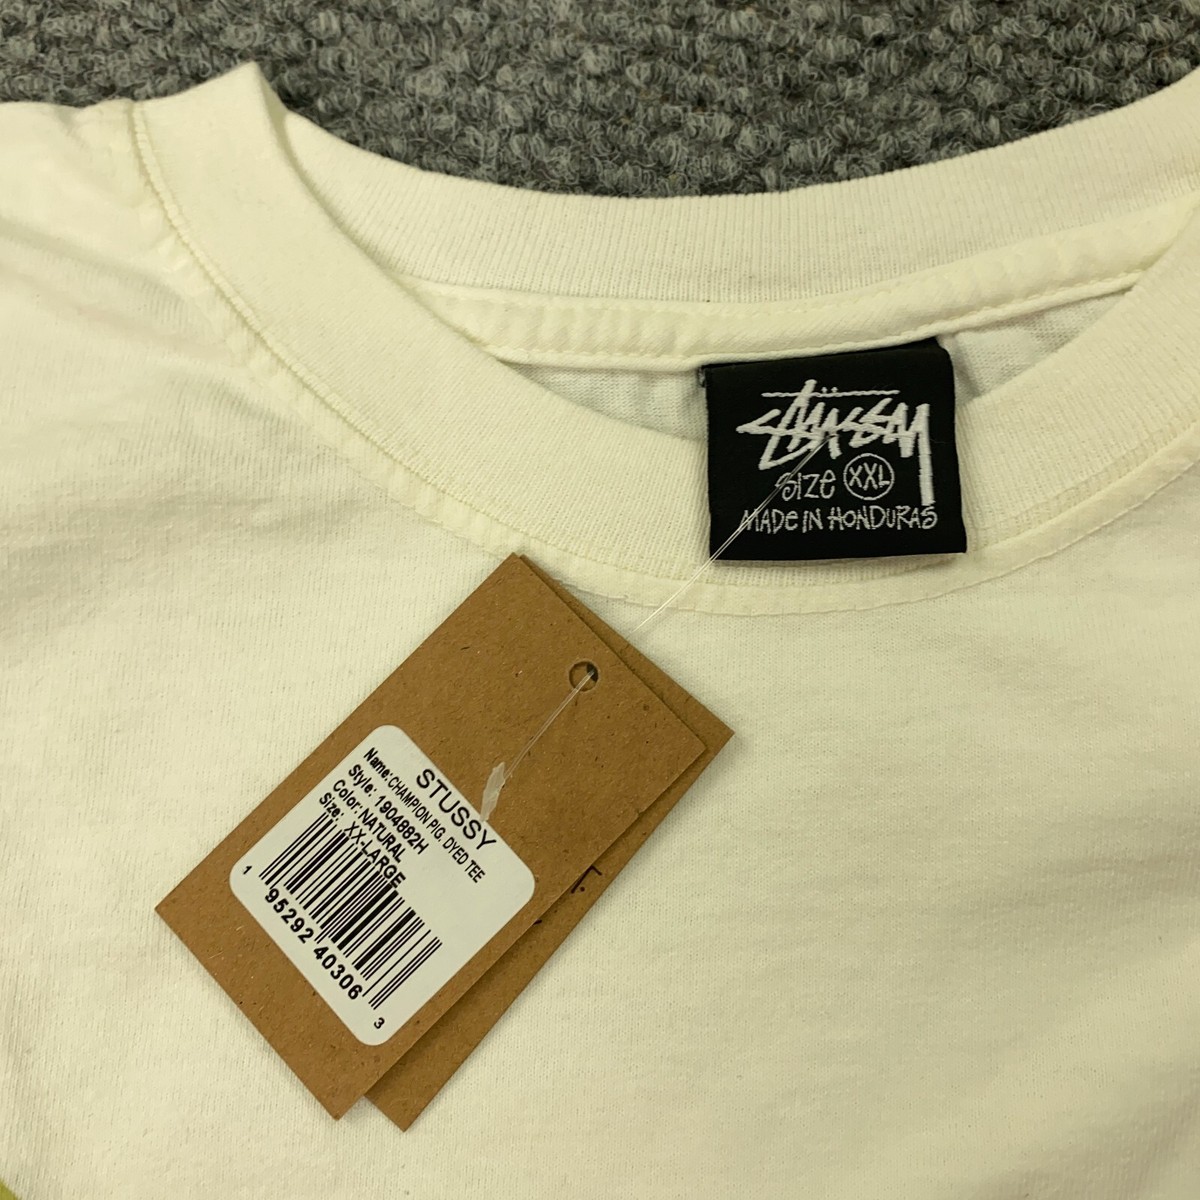 STÜSSY
SIZE XXL
MADE IN HONDURAS
STUSSY
Name: CHAMPION PIG. DYED TEE
Style: 1904882H
Color: NATURAL
Size: XX-LARGE
1 95292 40306 3